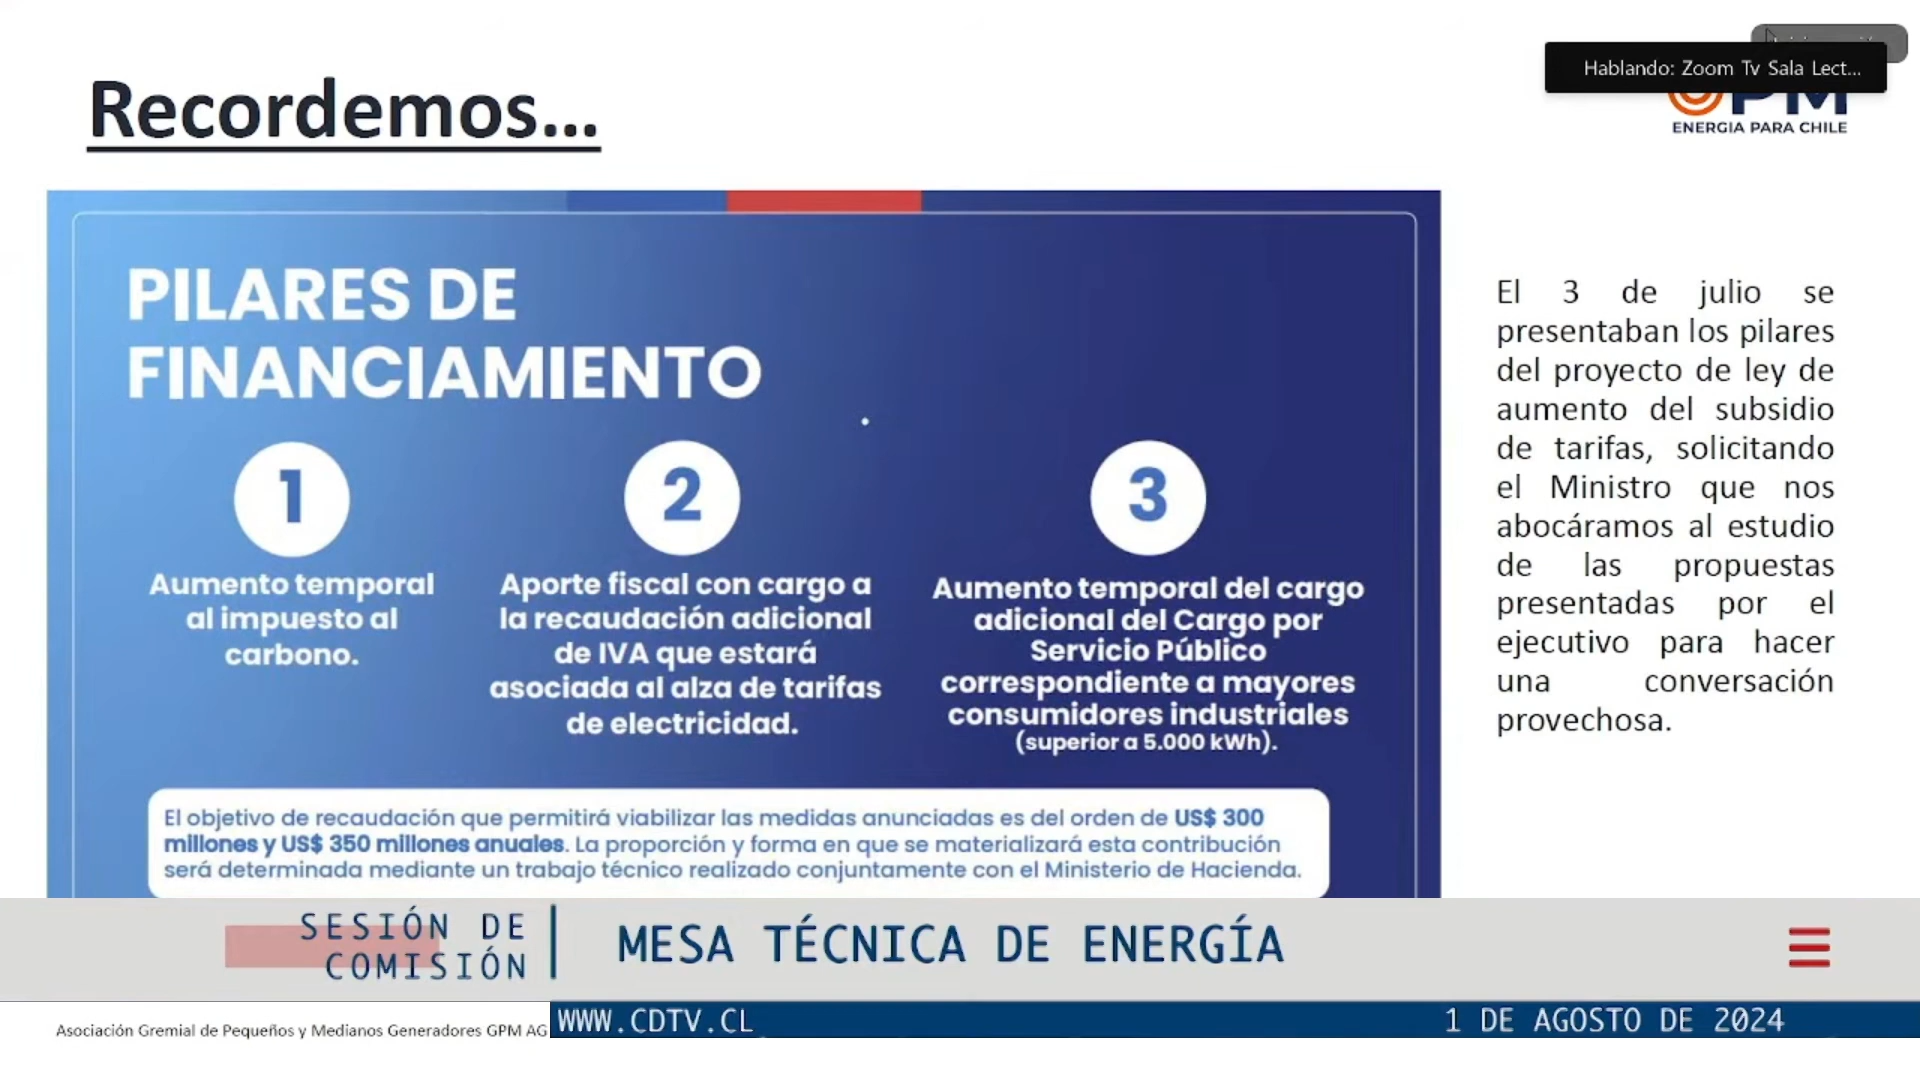 Hablando: Zoom Tv Sala Lect...
Recordemos...
GPM
ENERGIA PARA CHILE
PILARES DE
FINANCIAMIENTO
1
Aumento temporal
al impuesto al
carbono.
2
Aporte fiscal con cargo a
la recaudación adicional
de IVA que estará
asociada al alza de tarifas
de electricidad.
3
Aumento temporal del cargo
adicional del Cargo por
Servicio Público
correspondiente a mayores
consumidores industriales
(superior a 5.000 kWh).
El objetivo de recaudación que permitirá viabilizar las medidas anunciadas es del orden de US$ 300
millones y US$ 350 millones anuales. La proporción y forma en que se materializará esta contribución
será determinada mediante un trabajo técnico realizado conjuntamente con el Ministerio de Hacienda.
El 3 de julio se
presentaban los pilares
del proyecto de ley de
aumento del subsidio
de tarifas, solicitando
el Ministro que nos
abocáramos al estudio
de las propuestas
presentadas por el
ejecutivo para hacer
una conversación
provechosa.
SESIÓN DE
COMISIÓN
MESA TÉCNICA DE ENERGÍA
Asociación Gremial de Pequeños y Medianos Generadores GPM AG
WWW.CDTV.CL
1 DE AGOSTO DE 2024